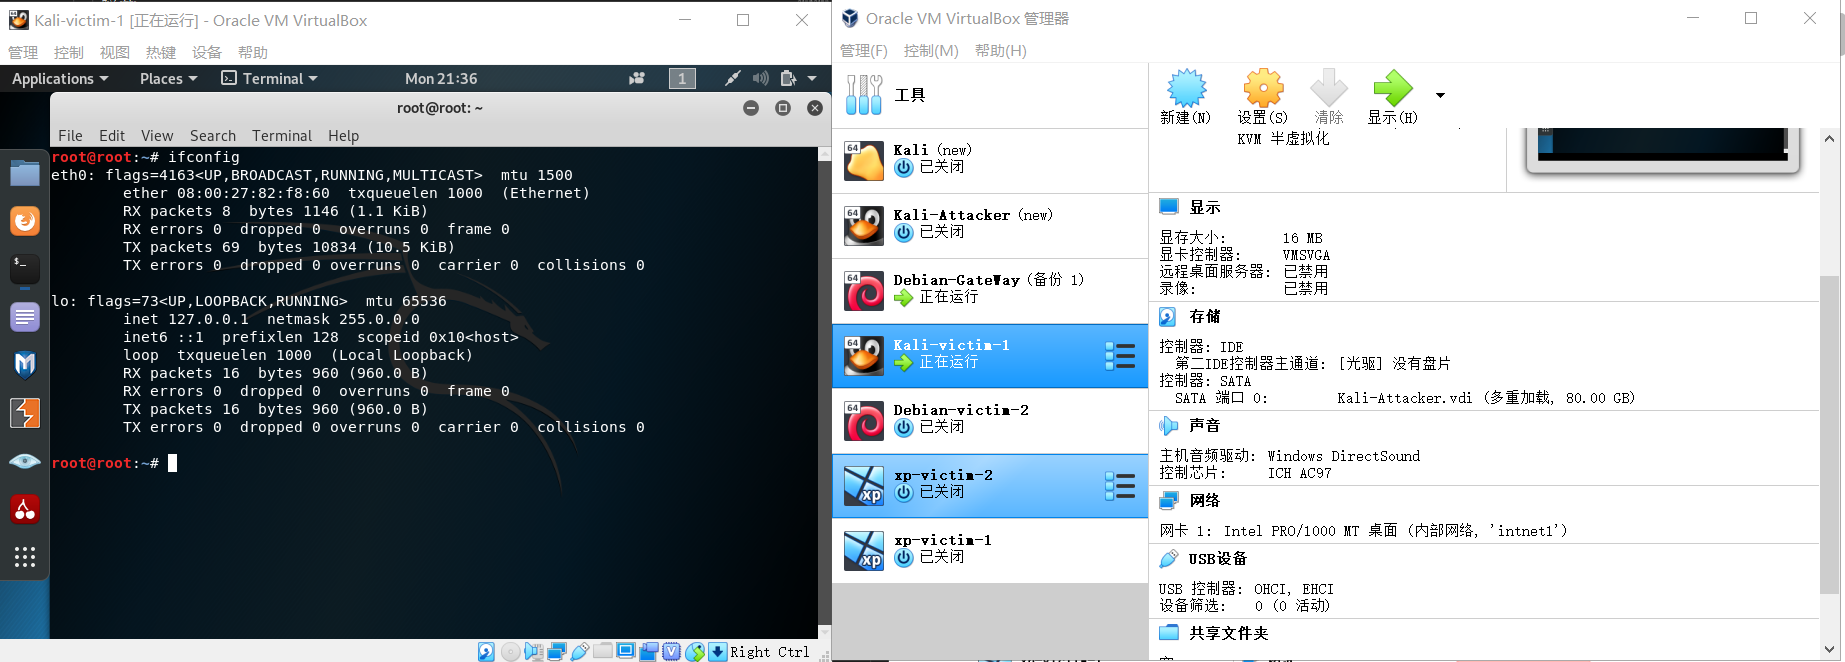 Kali-victim-1 [正在运行] - Oracle VM VirtualBox
管理 控制 视图 热键 设备 帮助
Applications Places Terminal Mon 21:36 1
root@root: ~
File Edit View Search Terminal Help
root@root:~# ifconfig
eth0: flags=4163<UP,BROADCAST,RUNNING,MULTICAST> mtu 1500
ether 08:00:27:82:f8:60 txqueuelen 1000 (Ethernet)
RX packets 8 bytes 1146 (1.1 KiB)
RX errors 0 dropped 0 overruns 0 frame 0
TX packets 69 bytes 10834 (10.5 KiB)
TX errors 0 dropped 0 overruns 0 carrier 0 collisions 0
lo: flags=73<UP,LOOPBACK,RUNNING> mtu 65536
inet 127.0.0.1 netmask 255.0.0.0
inet6 ::1 prefixlen 128 scopeid 0x10<host>
loop txqueuelen 1000 (Local Loopback)
RX packets 16 bytes 960 (960.0 B)
RX errors 0 dropped 0 overruns 0 frame 0
TX packets 16 bytes 960 (960.0 B)
TX errors 0 dropped 0 overruns 0 carrier 0 collisions 0
root@root:~#
Right Ctrl
Oracle VM VirtualBox 管理器
管理(F) 控制(M) 帮助(H)
工具
64 Kali (new)
已关闭
64 Kali-Attacker (new)
已关闭
64 Debian-GateWay (备份 1)
正在运行
64 Kali-victim-1
正在运行
64 Debian-victim-2
已关闭
xp xp-victim-2
已关闭
xp xp-victim-1
已关闭
新建(N) 设置(S) 清除 显示(H)
KVM 半虚拟化
显示
显存大小: 16 MB
显卡控制器: VMSVGA
远程桌面服务器: 已禁用
录像: 已禁用
存储
控制器: IDE
第二IDE控制器主通道: [光驱] 没有盘片
控制器: SATA
SATA 端口 0: Kali-Attacker.vdi (多重加载, 80.00 GB)
声音
主机音频驱动: Windows DirectSound
控制芯片: ICH AC97
网络
网卡 1: Intel PRO/1000 MT 桌面 (内部网络, 'intnet1')
USB设备
USB 控制器: OHCI, EHCI
设备筛选: 0 (0 活动)
共享文件夹